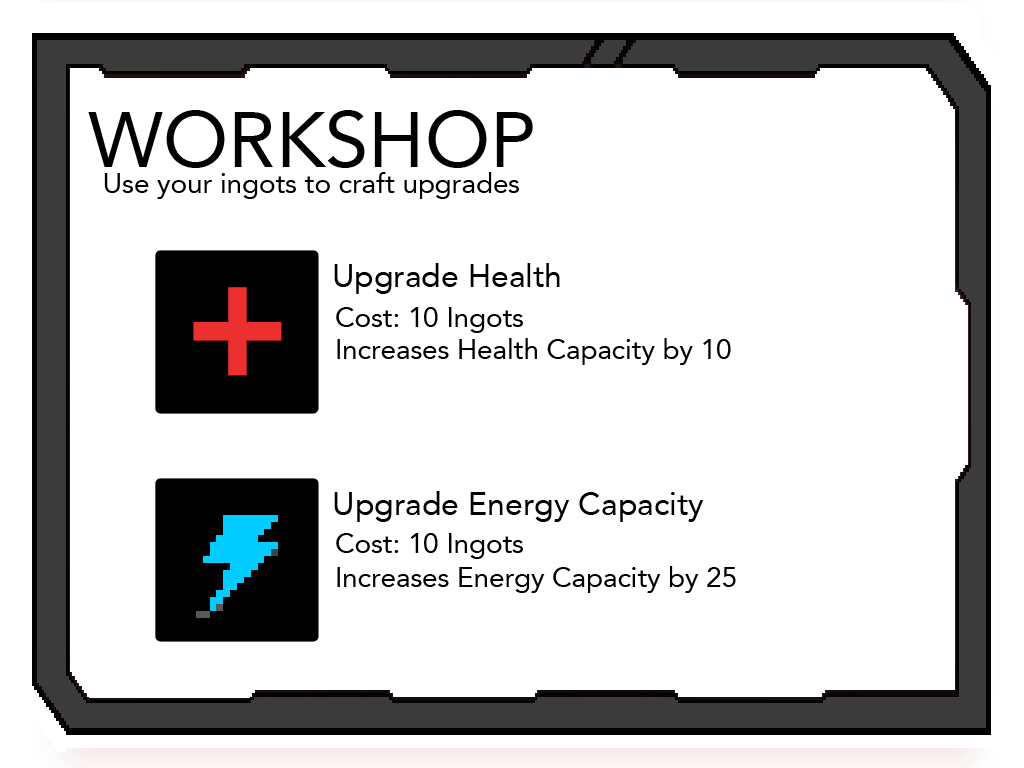 WORKSHOP
Use your ingots to craft upgrades
Upgrade Health
Cost: 10 Ingots
Increases Health Capacity by 10
Upgrade Energy Capacity
Cost: 10 Ingots
Increases Energy Capacity by 25